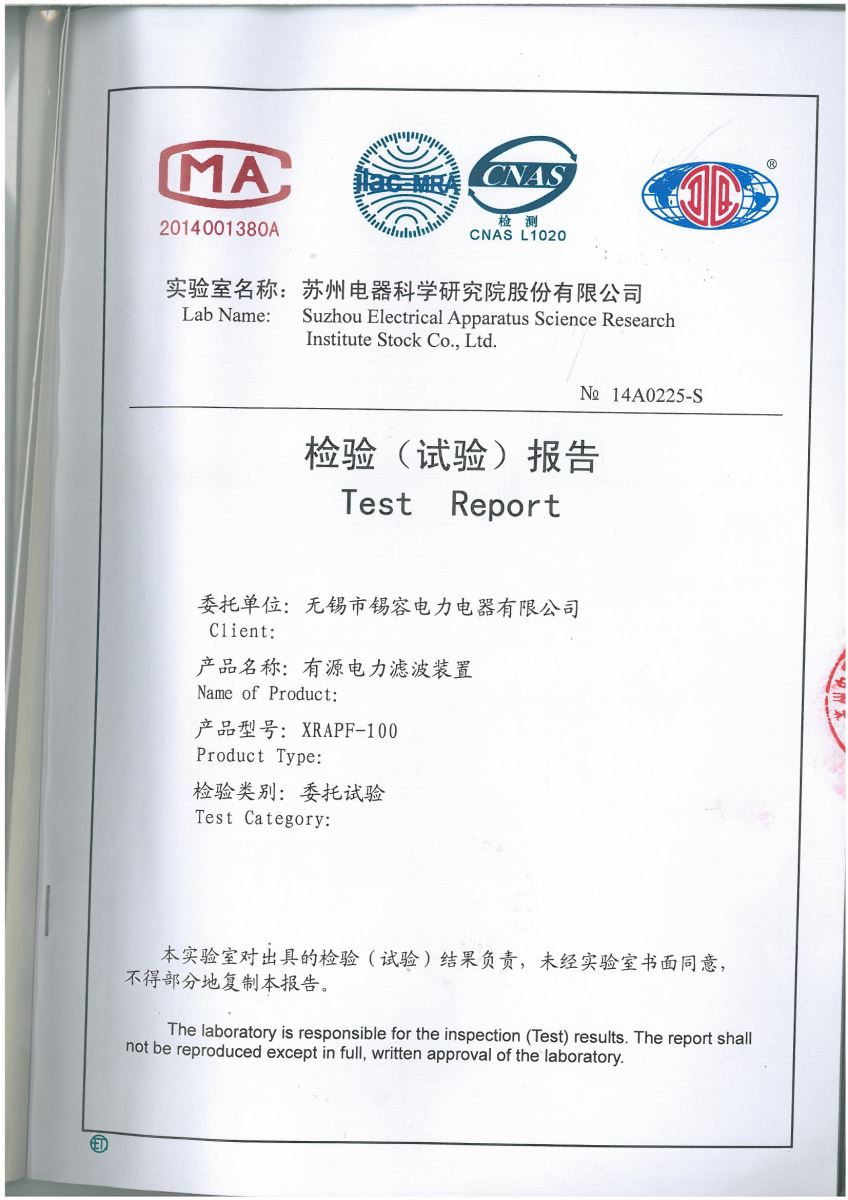 MA
2014001380A
ilac-MRA
CNAS
检 测
CNAS L1020
®
实验室名称: 苏州电器科学研究院股份有限公司
Lab Name: Suzhou Electrical Apparatus Science Research
Institute Stock Co., Ltd.
№ 14A0225-S
检验（试验）报告
Test Report
委托单位: 无锡市锡容电力电器有限公司
Client:
产品名称: 有源电力滤波装置
Name of Product:
产品型号: XRAPF-100
Product Type:
检验类别: 委托试验
Test Category:
本实验室对出具的检验（试验）结果负责，未经实验室书面同意，
不得部分地复制本报告。
The laboratory is responsible for the inspection (Test) results. The report shall
not be reproduced except in full, written approval of the laboratory.